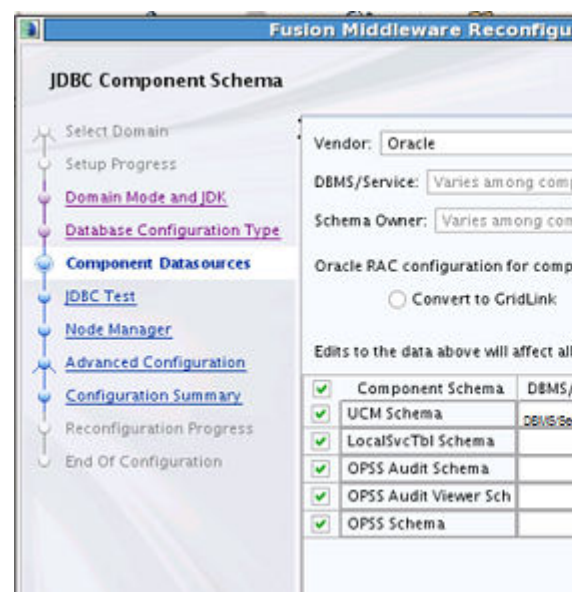 Fusion Middleware Reconfigu
JDBC Component Schema
Select Domain
Setup Progress
Domain Mode and JDK
Database Configuration Type
Component Datasources
JDBC Test
Node Manager
Advanced Configuration
Configuration Summary
Reconfiguration Progress
End Of Configuration
Vendor: Oracle
DBMS/Service: Varies among comp
Schema Owner: Varies among com
Oracle RAC configuration for comp
Convert to GridLink
Edits to the data above will affect all
Component Schema DBMS/
UCM Schema DBMS/Se
LocalSvcTbl Schema
OPSS Audit Schema
OPSS Audit Viewer Sch
OPSS Schema